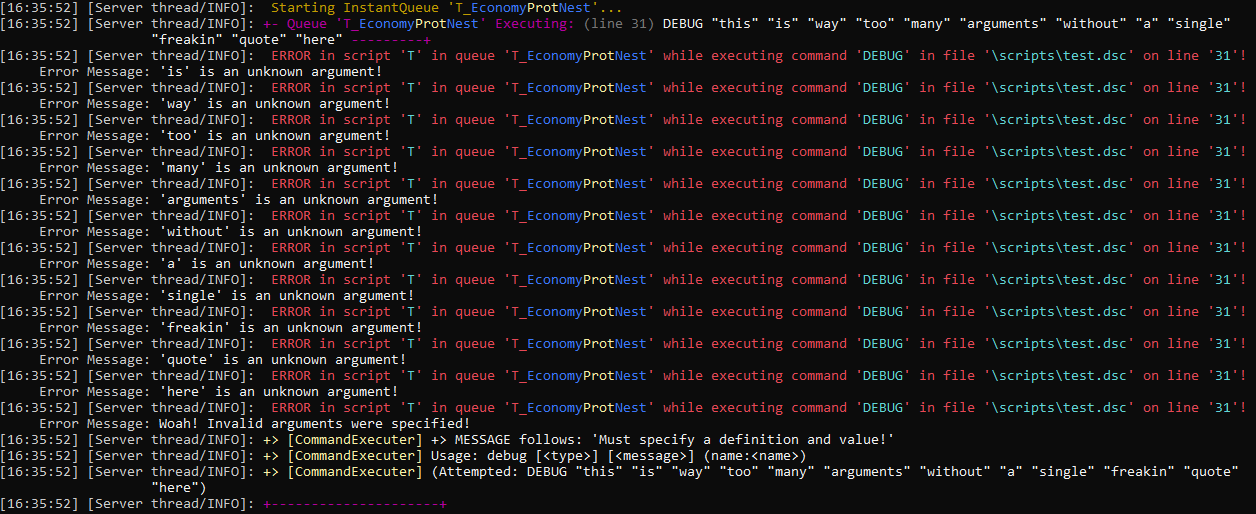 [16:35:52] [Server thread/INFO]:  Starting InstantQueue 'T_EconomyProtNest'...
[16:35:52] [Server thread/INFO]: +- Queue 'T_EconomyProtNest' Executing: (line 31) DEBUG "this" "is" "way" "too" "many" "arguments" "without" "a" "single"
"freakin" "quote" "here" ---------+
[16:35:52] [Server thread/INFO]:  ERROR in script 'T' in queue 'T_EconomyProtNest' while executing command 'DEBUG' in file '\scripts\test.dsc' on line '31'!
Error Message: 'is' is an unknown argument!
[16:35:52] [Server thread/INFO]:  ERROR in script 'T' in queue 'T_EconomyProtNest' while executing command 'DEBUG' in file '\scripts\test.dsc' on line '31'!
Error Message: 'way' is an unknown argument!
[16:35:52] [Server thread/INFO]:  ERROR in script 'T' in queue 'T_EconomyProtNest' while executing command 'DEBUG' in file '\scripts\test.dsc' on line '31'!
Error Message: 'too' is an unknown argument!
[16:35:52] [Server thread/INFO]:  ERROR in script 'T' in queue 'T_EconomyProtNest' while executing command 'DEBUG' in file '\scripts\test.dsc' on line '31'!
Error Message: 'many' is an unknown argument!
[16:35:52] [Server thread/INFO]:  ERROR in script 'T' in queue 'T_EconomyProtNest' while executing command 'DEBUG' in file '\scripts\test.dsc' on line '31'!
Error Message: 'arguments' is an unknown argument!
[16:35:52] [Server thread/INFO]:  ERROR in script 'T' in queue 'T_EconomyProtNest' while executing command 'DEBUG' in file '\scripts\test.dsc' on line '31'!
Error Message: 'without' is an unknown argument!
[16:35:52] [Server thread/INFO]:  ERROR in script 'T' in queue 'T_EconomyProtNest' while executing command 'DEBUG' in file '\scripts\test.dsc' on line '31'!
Error Message: 'a' is an unknown argument!
[16:35:52] [Server thread/INFO]:  ERROR in script 'T' in queue 'T_EconomyProtNest' while executing command 'DEBUG' in file '\scripts\test.dsc' on line '31'!
Error Message: 'single' is an unknown argument!
[16:35:52] [Server thread/INFO]:  ERROR in script 'T' in queue 'T_EconomyProtNest' while executing command 'DEBUG' in file '\scripts\test.dsc' on line '31'!
Error Message: 'freakin' is an unknown argument!
[16:35:52] [Server thread/INFO]:  ERROR in script 'T' in queue 'T_EconomyProtNest' while executing command 'DEBUG' in file '\scripts\test.dsc' on line '31'!
Error Message: 'quote' is an unknown argument!
[16:35:52] [Server thread/INFO]:  ERROR in script 'T' in queue 'T_EconomyProtNest' while executing command 'DEBUG' in file '\scripts\test.dsc' on line '31'!
Error Message: 'here' is an unknown argument!
[16:35:52] [Server thread/INFO]:  ERROR in script 'T' in queue 'T_EconomyProtNest' while executing command 'DEBUG' in file '\scripts\test.dsc' on line '31'!
Error Message: Woah! Invalid arguments were specified!
[16:35:52] [Server thread/INFO]: +> [CommandExecuter] +> MESSAGE follows: 'Must specify a definition and value!'
[16:35:52] [Server thread/INFO]: +> [CommandExecuter] Usage: debug [<type>] [<message>] (name:<name>)
[16:35:52] [Server thread/INFO]: +> [CommandExecuter] (Attempted: DEBUG "this" "is" "way" "too" "many" "arguments" "without" "a" "single" "freakin" "quote"
"here")
[16:35:52] [Server thread/INFO]: +---------------------+